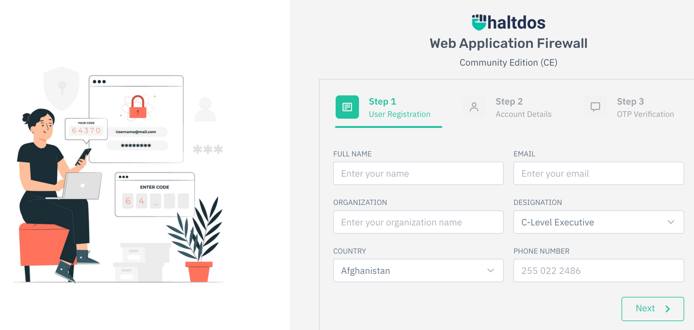 haltdos
Web Application Firewall
Community Edition (CE)
Step 1
User Registration
Step 2
Account Details
Step 3
OTP Verification
FULL NAME
Enter your name
EMAIL
Enter your email
ORGANIZATION
Enter your organization name
DESIGNATION
C-Level Executive
COUNTRY
Afghanistan
PHONE NUMBER
255 022 2486
Next
YOUR CODE
64370
Username@mail.com
ENTER CODE
6 4